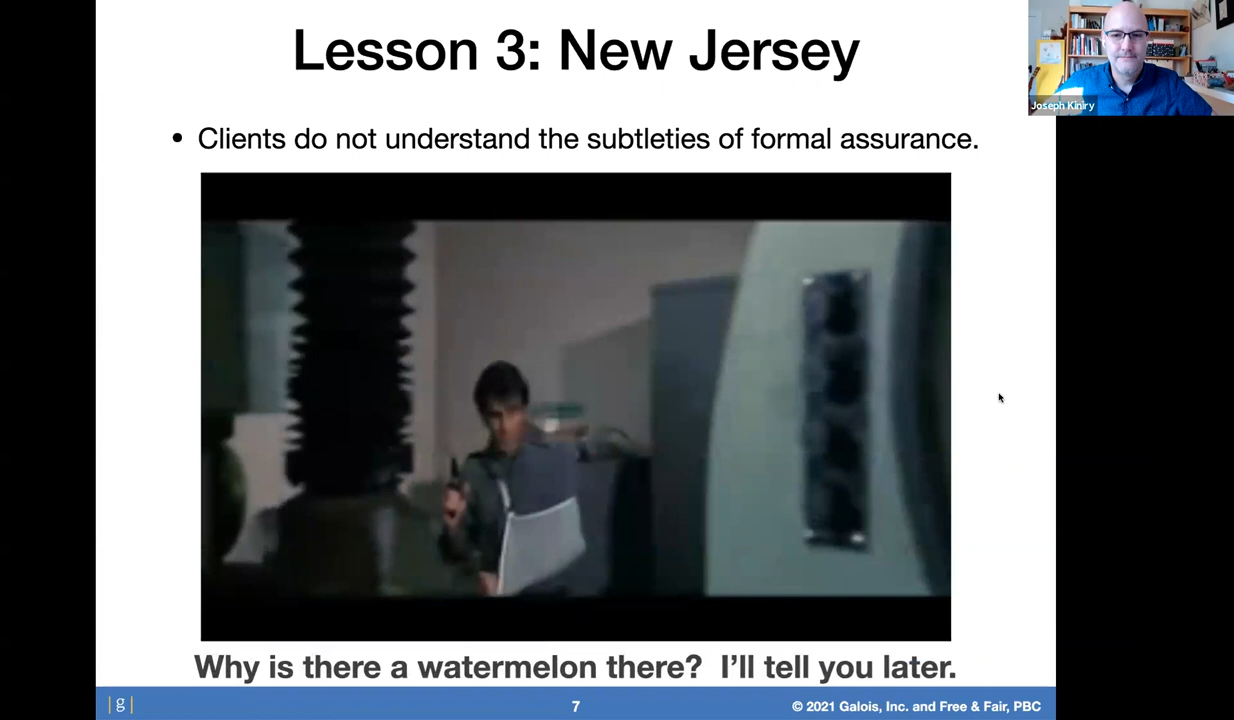 Lesson 3: New Jersey
Joseph Kiniry
• Clients do not understand the subtleties of formal assurance.
Why is there a watermelon there? I'll tell you later.
|g|
7
© 2021 Galois, Inc. and Free & Fair, PBC